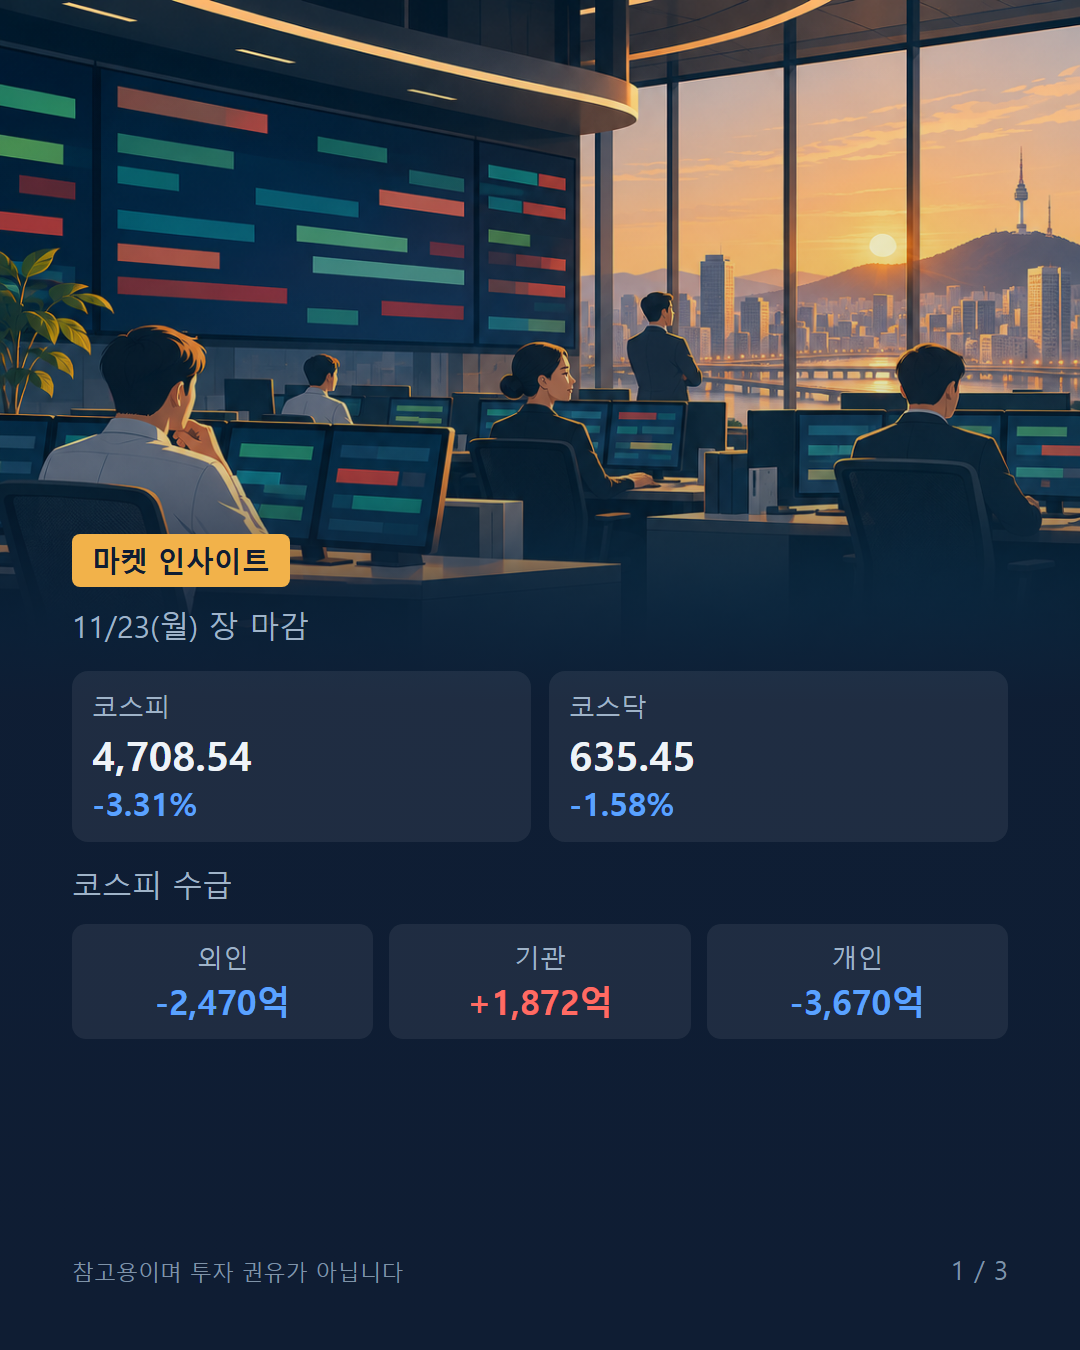 마켓 인사이트
11/23(월) 장 마감
코스피
4,708.54
-3.31%
코스닥
635.45
-1.58%
코스피 수급
외인
-2,470억
기관
+1,872억
개인
-3,670억
참고용이며 투자 권유가 아닙니다
1 / 3